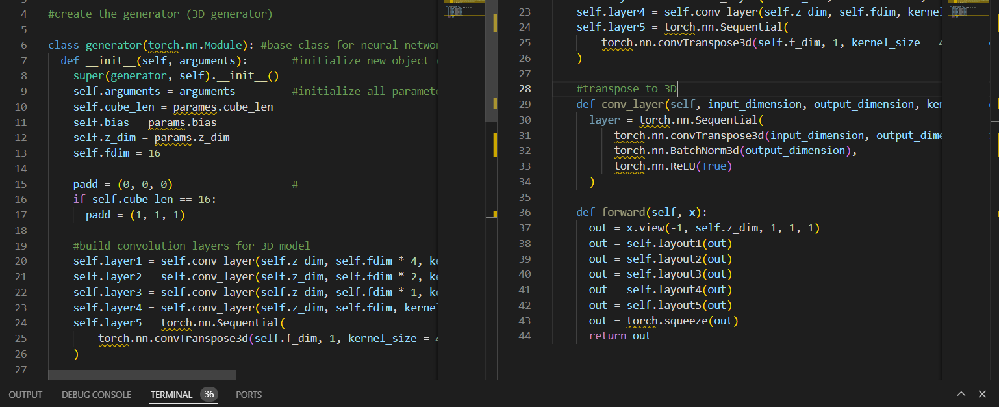 4 #create the generator (3D generator)
5
6 class generator(torch.nn.Module): #base class for neural networ
7 def __init__(self, arguments): #initialize new object (
8 super(generator, self).__init__()
9 self.arguments = arguments #initialize all paramete
10 self.cube_len = parames.cube_len
11 self.bias = params.bias
12 self.z_dim = params.z_dim
13 self.fdim = 16
14
15 padd = (0, 0, 0) #
16 if self.cube_len == 16:
17 padd = (1, 1, 1)
18
19 #build convolution layers for 3D model
20 self.layer1 = self.conv_layer(self.z_dim, self.fdim * 4, ke
21 self.layer2 = self.conv_layer(self.z_dim, self.fdim * 2, ke
22 self.layer3 = self.conv_layer(self.z_dim, self.fdim * 1, ke
23 self.layer4 = self.conv_layer(self.z_dim, self.fdim, kernel
24 self.layer5 = torch.nn.Sequential(
25 torch.nn.convTranspose3d(self.f_dim, 1, kernel_size = 4
26 )
27
23 self.layer4 = self.conv_layer(self.z_dim, self.fdim, kernel
24 self.layer5 = torch.nn.Sequential(
25 torch.nn.convTranspose3d(self.f_dim, 1, kernel_size = 4
26 )
27
28 #transpose to 3D
29 def conv_layer(self, input_dimension, output_dimension, ker
30 layer = torch.nn.Sequential(
31 torch.nn.convTranspose3d(input_dimension, output_dime
32 torch.nn.BatchNorm3d(output_dimension),
33 torch.nn.ReLU(True)
34 )
35
36 def forward(self, x):
37 out = x.view(-1, self.z_dim, 1, 1, 1)
38 out = self.layout1(out)
39 out = self.layout2(out)
40 out = self.layout3(out)
41 out = self.layout4(out)
42 out = self.layout5(out)
43 out = torch.squeeze(out)
44 return out
OUTPUT DEBUG CONSOLE TERMINAL 36 PORTS